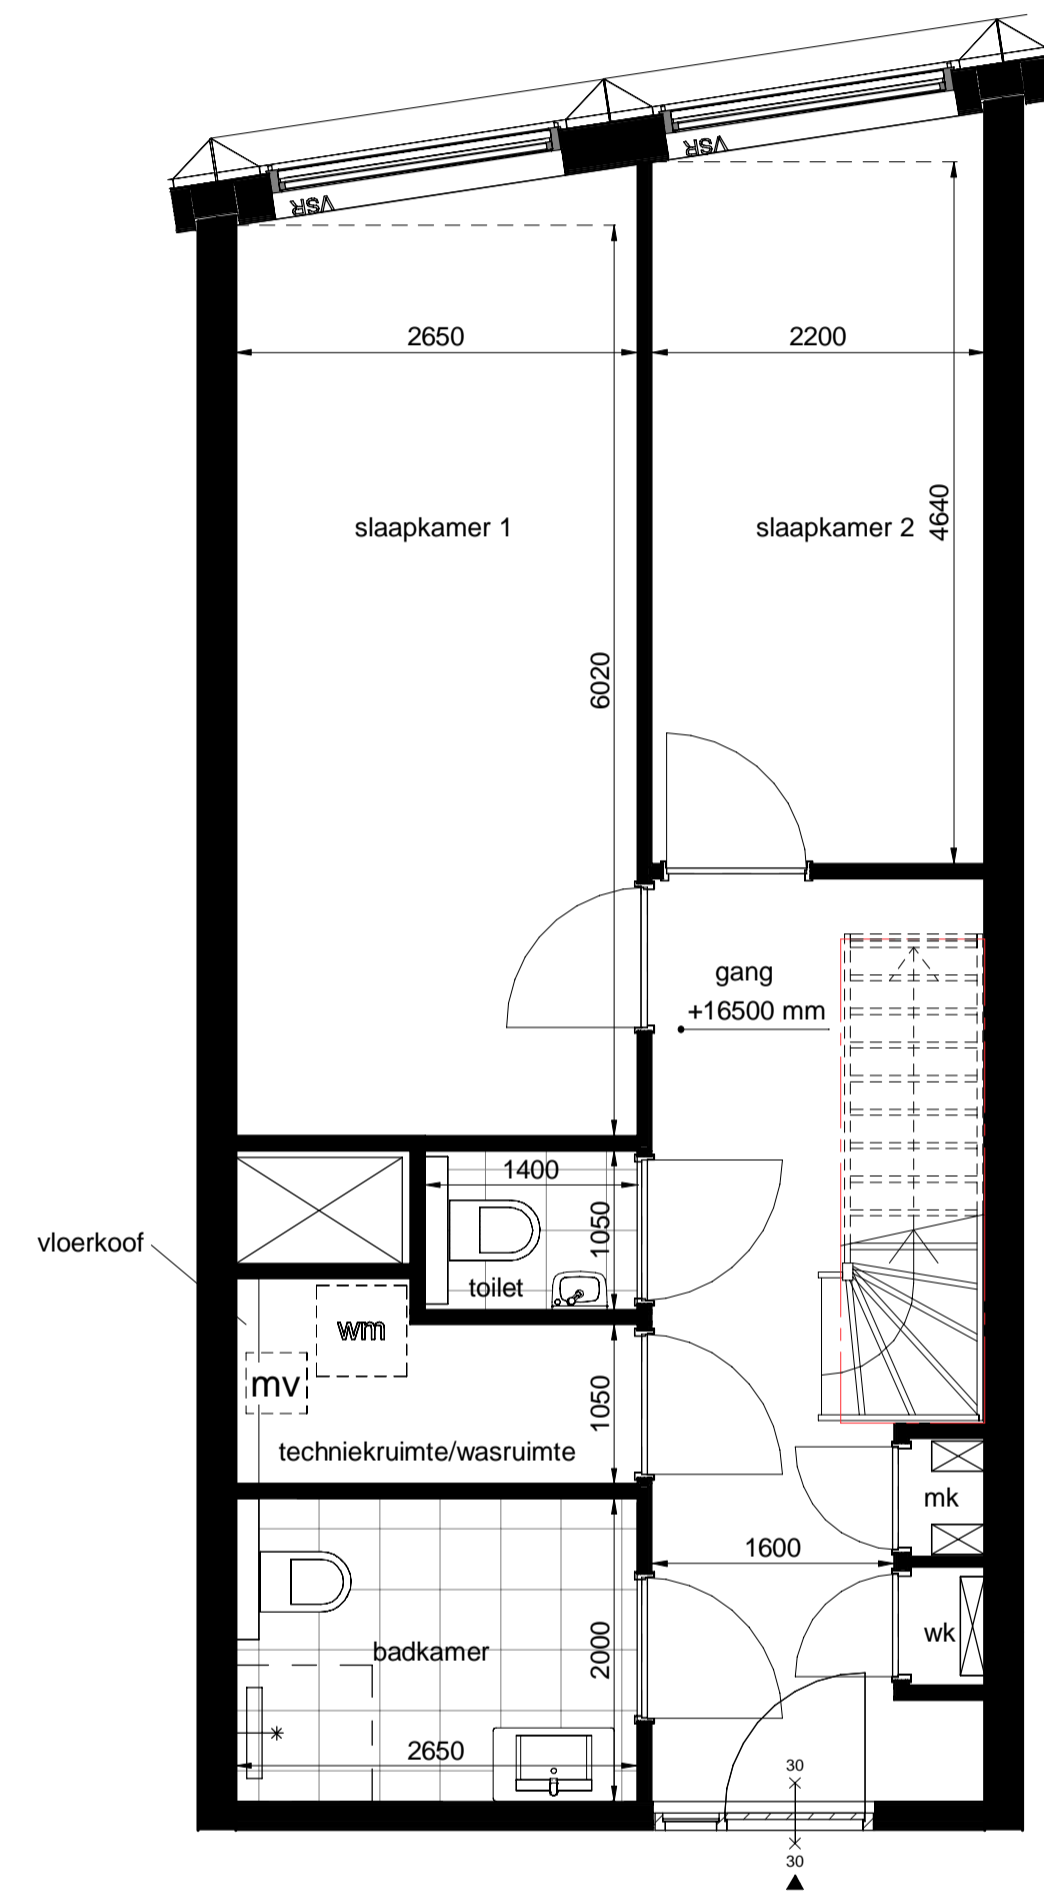 VSR
VSR
2650
2200
slaapkamer 1
slaapkamer 2
4640
6020
gang
+16500 mm
1400
1050
vloerkoof
toilet
wm
mv
1050
techniekruimte/wasruimte
mk
1600
wk
badkamer
2000
2650
30
30